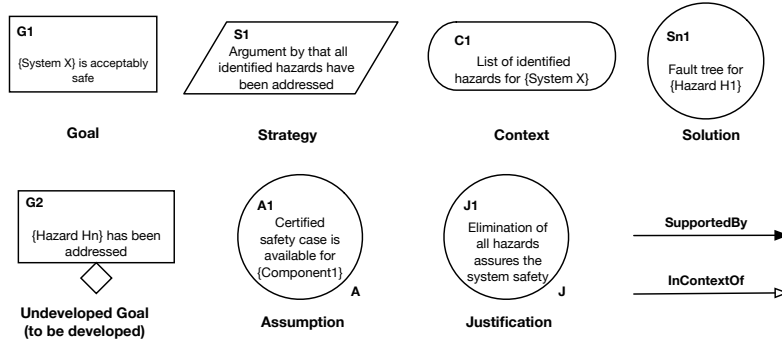 G1
{System X} is acceptably
safe
Goal
S1
Argument by that all
identified hazards have
been addressed
Strategy
C1
List of identified
hazards for {System X}
Context
Sn1
Fault tree for
{Hazard H1}
Solution
G2
{Hazard Hn} has been
addressed
Undeveloped Goal
(to be developed)
A1
Certified
safety case is
available for
{Component1}
A
Assumption
J1
Elimination of
all hazards
assures the
system safety
J
Justification
SupportedBy
InContextOf